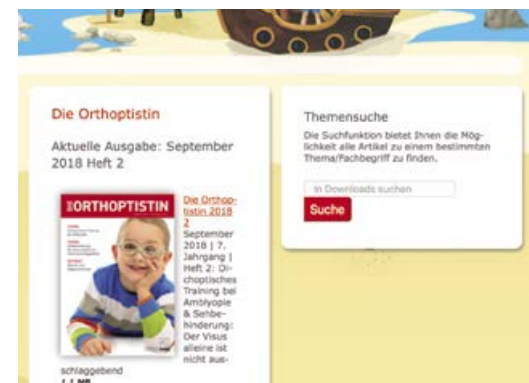 Die Orthoptistin
Aktuelle Ausgabe: September
2018 Heft 2
ORTHOPTISTIN
Die Orthop-
tistin 2018
2
September
2018 | 7.
Jahrgang |
Heft 2: Di-
choptisches
Training bei
Amblyopie
& Sehbe-
hinderung:
Der Visus
alleine ist
nicht aus-
schlaggebend
Themensuche
Die Suchfunktion bietet Ihnen die Mög-
lichkeit alle Artikel zu einem bestimmten
Thema/Fachbegriff zu finden.
in Downloads suchen
Suche